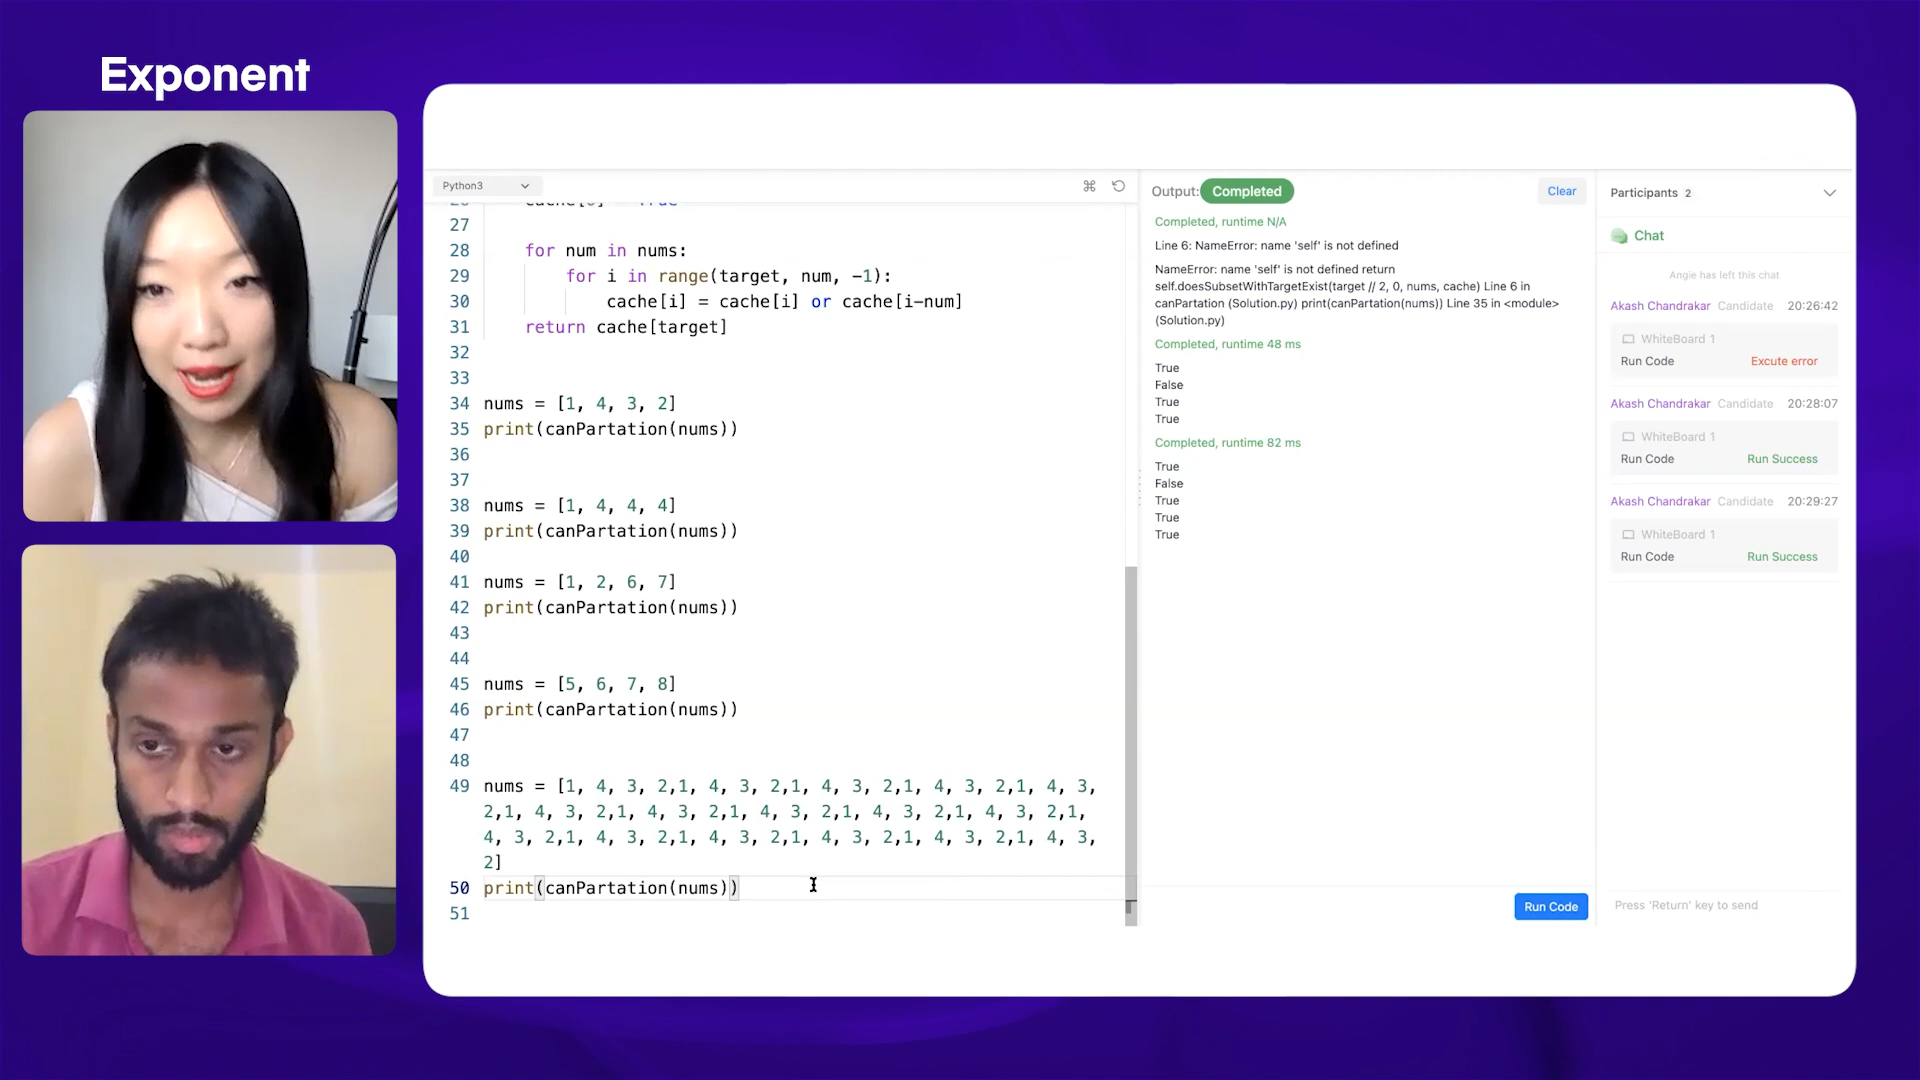 Exponent
Python3
27
28 for num in nums:
29 for i in range(target, num, -1):
30 cache[i] = cache[i] or cache[i-num]
31 return cache[target]
32
33
34 nums = [1, 4, 3, 2]
35 print(canPartation(nums))
36
37
38 nums = [1, 4, 4, 4]
39 print(canPartation(nums))
40
41 nums = [1, 2, 6, 7]
42 print(canPartation(nums))
43
44
45 nums = [5, 6, 7, 8]
46 print(canPartation(nums))
47
48
49 nums = [1, 4, 3, 2,1, 4, 3, 2,1, 4, 3, 2,1, 4, 3, 2,1, 4, 3,
2,1, 4, 3, 2,1, 4, 3, 2,1, 4, 3, 2,1, 4, 3, 2,1, 4, 3, 2,1,
4, 3, 2,1, 4, 3, 2,1, 4, 3, 2,1, 4, 3, 2,1, 4, 3, 2,1, 4, 3,
2]
50 print(canPartation(nums))
51
Output: Completed
Clear
Completed, runtime N/A
Line 6: NameError: name 'self' is not defined
NameError: name 'self' is not defined return
self.doesSubsetWithTargetExist(target // 2, 0, nums, cache) Line 6 in
canPartation (Solution.py) print(canPartation(nums)) Line 35 in <module>
(Solution.py)
Completed, runtime 48 ms
True
False
True
True
Completed, runtime 82 ms
True
False
True
True
True
Run Code
Participants 2
Chat
Angie has left this chat
Akash Chandrakar Candidate 20:26:42
WhiteBoard 1
Run Code Excute error
Akash Chandrakar Candidate 20:28:07
WhiteBoard 1
Run Code Run Success
Akash Chandrakar Candidate 20:29:27
WhiteBoard 1
Run Code Run Success
Press 'Return' key to send